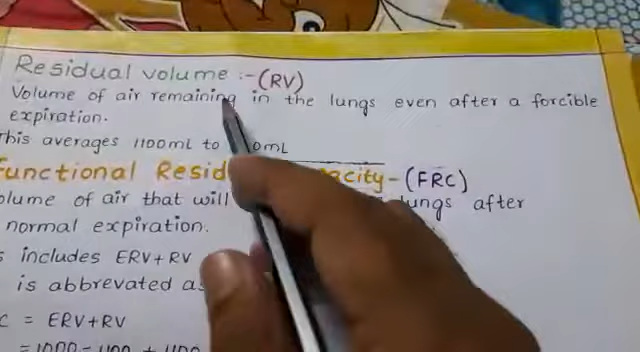 Residual volume :- (RV)
Volume of air remaining in the lungs even after a forcible
expiration.
This averages 1100mL to 0mL
Functional Resid acity - (FRC)
olume of air that will lungs after
normal expiration.
s includes ERV+RV
is abbrevated as
C = ERV+RV